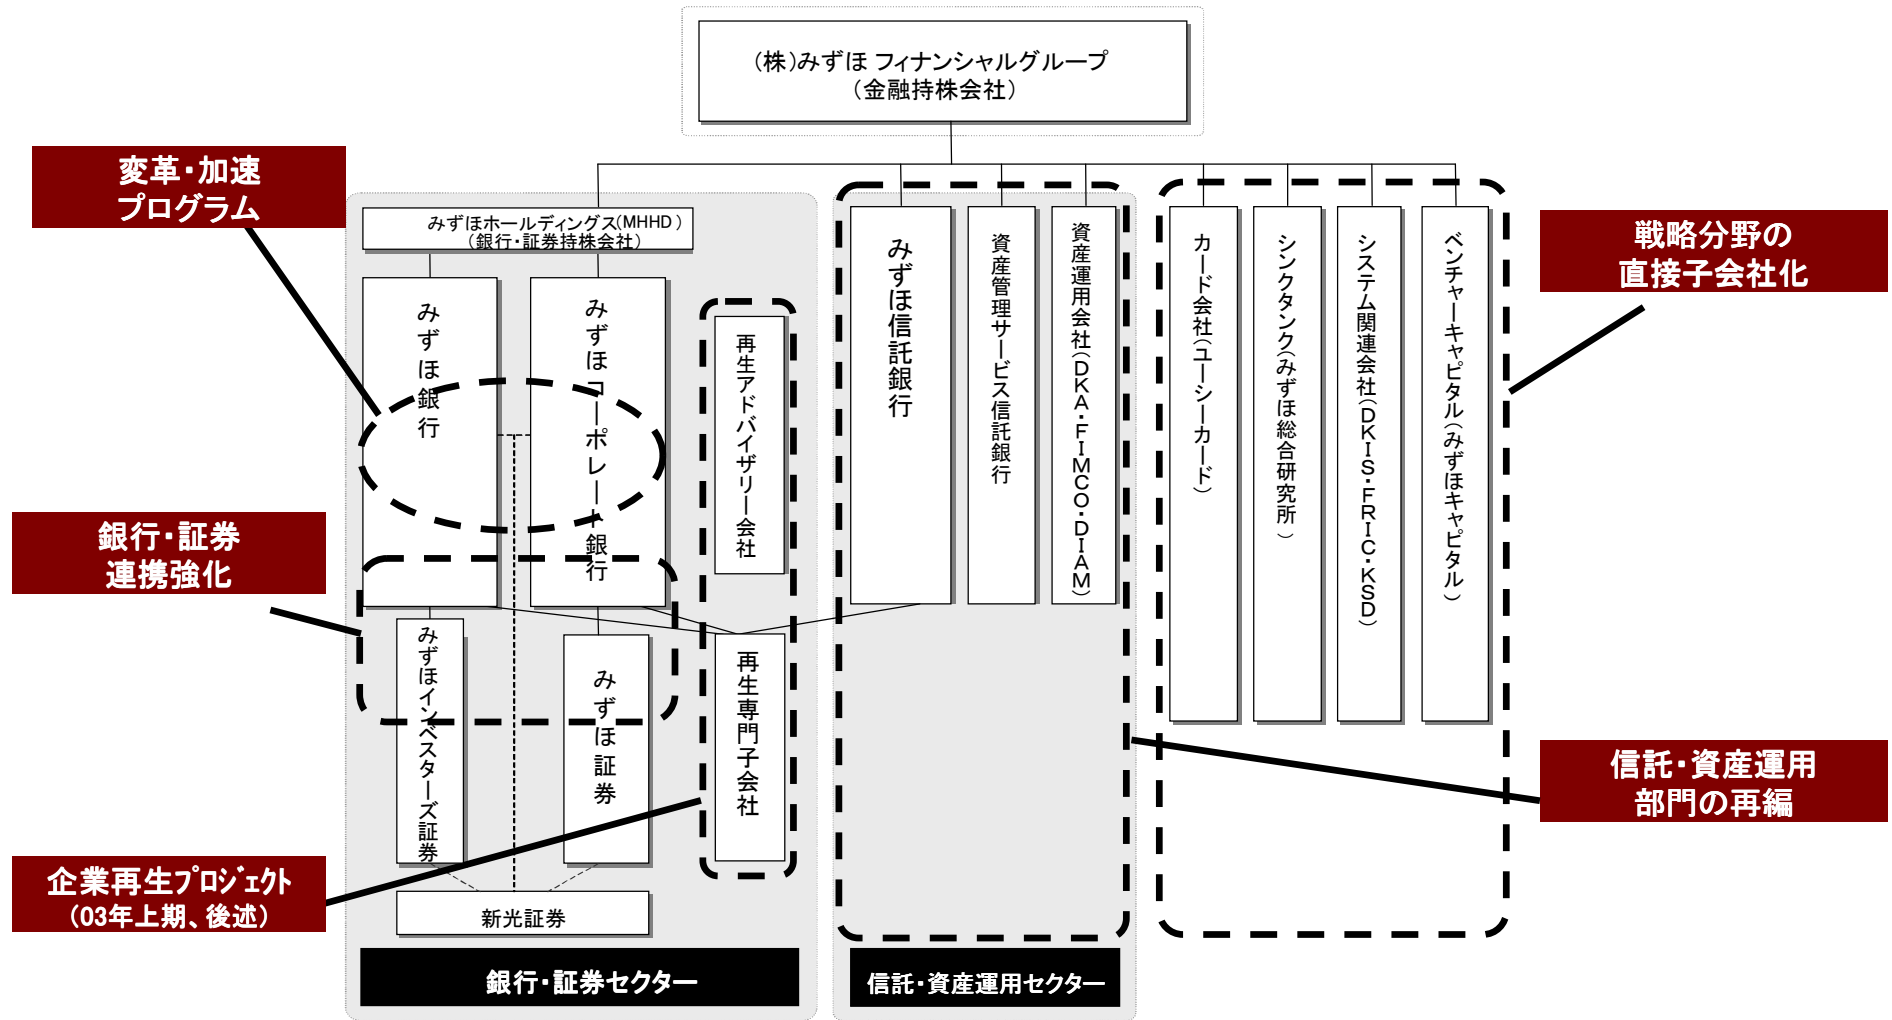 (株)みずほ フィナンシャルグループ
(金融持株会社)
変革・加速
プログラム
みずほホールディングス(MHHD)
(銀行・証券持株会社)
みずほ銀行
みずほコーポレート銀行
再生アドバイザリー会社
みずほ信託銀行
資産管理サービス信託銀行
資産運用会社(DKA・FIMCO・DIAM)
カード会社(ユーシーカード)
シンクタンク(みずほ総合研究所)
システム関連会社(DKIS・FRIC・KSD)
ベンチャーキャピタル(みずほキャピタル)
戦略分野の
直接子会社化
銀行・証券
連携強化
みずほインベスターズ証券
みずほ証券
再生専門子会社
信託・資産運用
部門の再編
企業再生プロジェクト
(03年上期、後述)
新光証券
銀行・証券セクター
信託・資産運用セクター